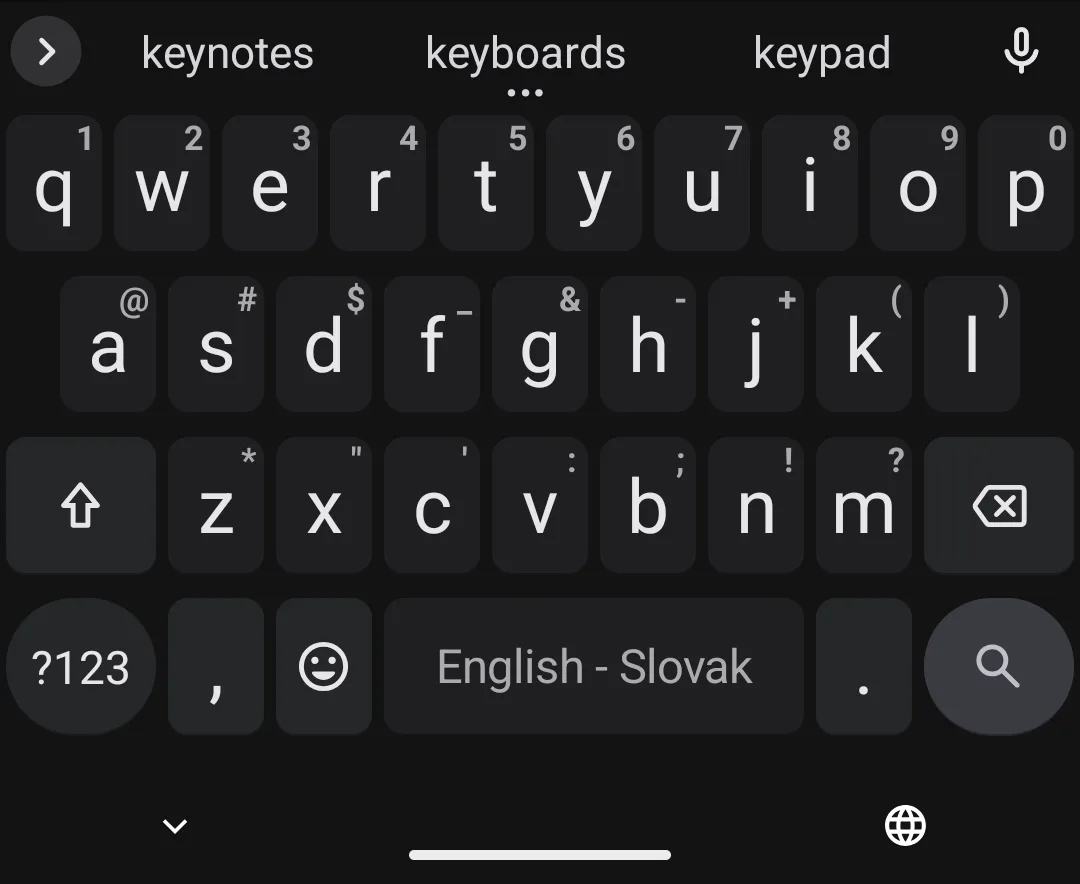 keynotes keyboards keypad
1 2 3 4 5 6 7 8 9 0
q w e r t y u i o p
@ # $ _ & - + ( )
a s d f g h j k l
* " ' : ; ! ?
z x c v b n m
?123 , English - Slovak .